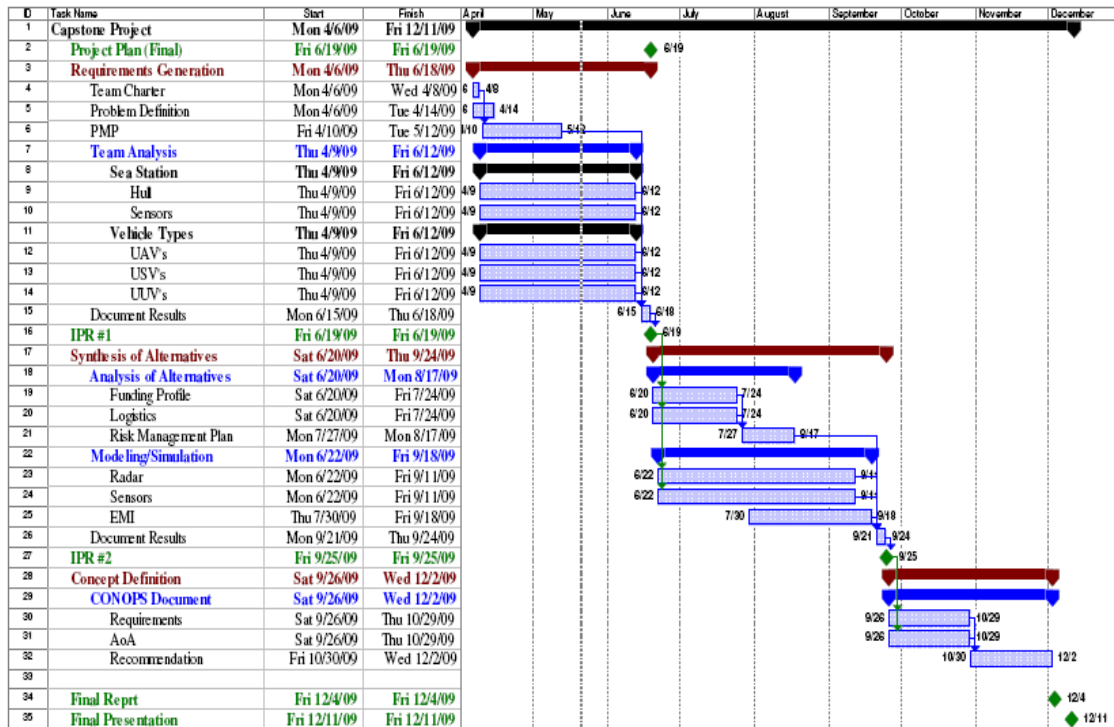 ID Task Name Start Finish April May June July August September October November December
1 Capstone Project Mon 4/6/09 Fri 12/11/09
2 Project Plan (Final) Fri 6/19/09 Fri 6/19/09 6/19
3 Requirements Generation Mon 4/6/09 Thu 6/18/09
4 Team Charter Mon 4/6/09 Wed 4/8/09 6 4/8
5 Problem Definition Mon 4/6/09 Tue 4/14/09 6 4/14
6 PMP Fri 4/10/09 Tue 5/12/09 4/10 5/12
7 Team Analysis Thu 4/9/09 Fri 6/12/09
8 Sea Station Thu 4/9/09 Fri 6/12/09
9 Hull Thu 4/9/09 Fri 6/12/09 4/9 6/12
10 Sensors Thu 4/9/09 Fri 6/12/09 4/9 6/12
11 Vehicle Types Thu 4/9/09 Fri 6/12/09
12 UAV's Thu 4/9/09 Fri 6/12/09 4/9 6/12
13 USV's Thu 4/9/09 Fri 6/12/09 4/9 6/12
14 UUV's Thu 4/9/09 Fri 6/12/09 4/9 6/12
15 Document Results Mon 6/15/09 Thu 6/18/09 6/15 6/18
16 IPR #1 Fri 6/19/09 Fri 6/19/09 6/19
17 Synthesis of Alternatives Sat 6/20/09 Thu 9/24/09
18 Analysis of Alternatives Sat 6/20/09 Mon 8/17/09
19 Funding Profile Sat 6/20/09 Fri 7/24/09 6/20 7/24
20 Logistics Sat 6/20/09 Fri 7/24/09 6/20 7/24
21 Risk Management Plan Mon 7/27/09 Mon 8/17/09 7/27 8/17
22 Modeling/Simulation Mon 6/22/09 Fri 9/18/09
23 Radar Mon 6/22/09 Fri 9/11/09 6/22 9/11
24 Sensors Mon 6/22/09 Fri 9/11/09 6/22 9/11
25 EMI Thu 7/30/09 Fri 9/18/09 7/30 9/18
26 Document Results Mon 9/21/09 Thu 9/24/09 9/21 9/24
27 IPR #2 Fri 9/25/09 Fri 9/25/09 9/25
28 Concept Definition Sat 9/26/09 Wed 12/2/09
29 CONOPS Document Sat 9/26/09 Wed 12/2/09
30 Requirements Sat 9/26/09 Thu 10/29/09 9/26 10/29
31 AoA Sat 9/26/09 Thu 10/29/09 9/26 10/29
32 Recommendation Fri 10/30/09 Wed 12/2/09 10/30 12/2
33
34 Final Reprt Fri 12/4/09 Fri 12/4/09 12/4
35 Final Presentation Fri 12/11/09 Fri 12/11/09 12/11